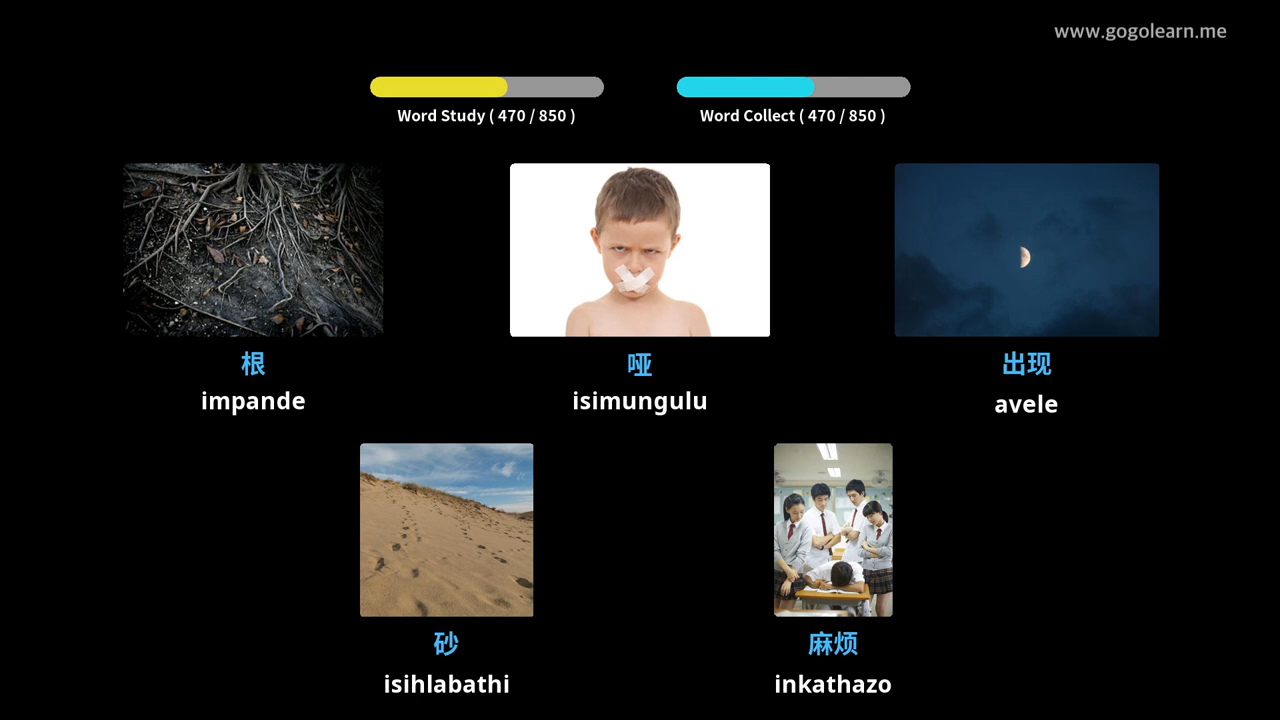 www.gogolearn.me
Word Study ( 470 / 850 )
Word Collect ( 470 / 850 )
根
impande
哑
isimungulu
出现
avele
砂
isihlabathi
麻烦
inkathazo